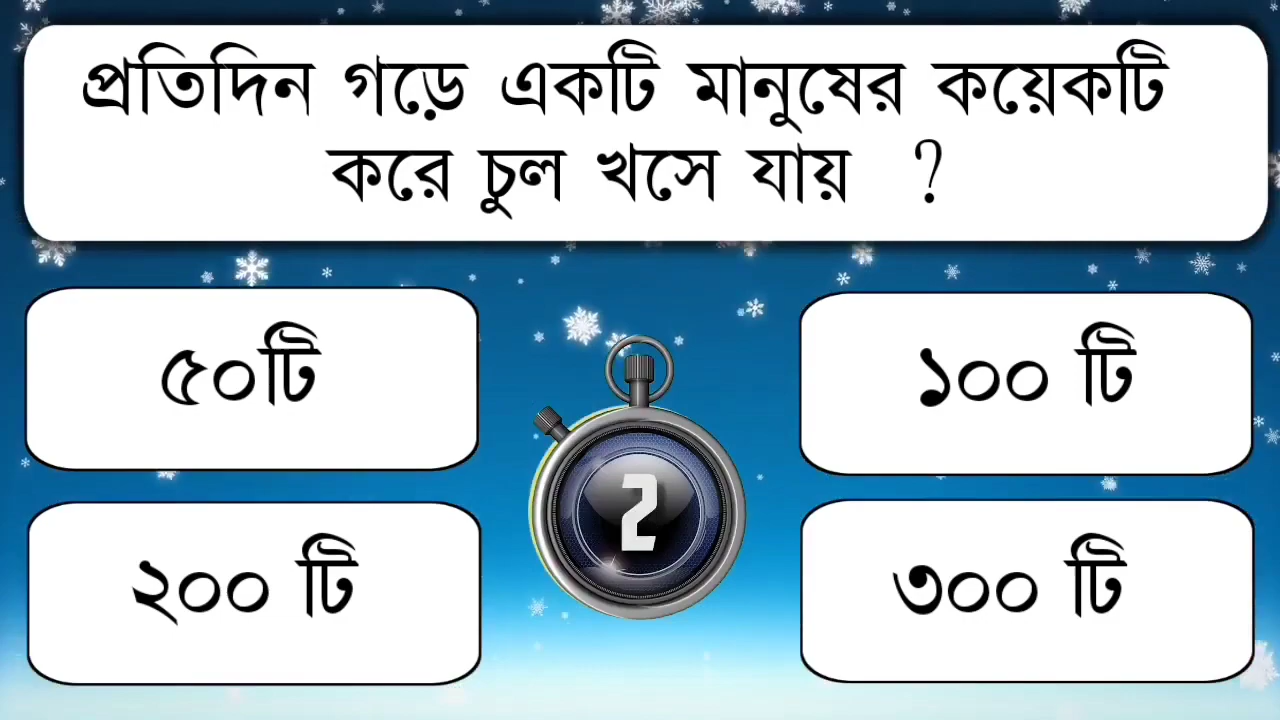 প্রতিদিন গড়ে একটি মানুষের কয়েকটি
করে চুল খসে যায় ?
৫০টি
১০০ টি
2
২০০ টি
৩০০ টি